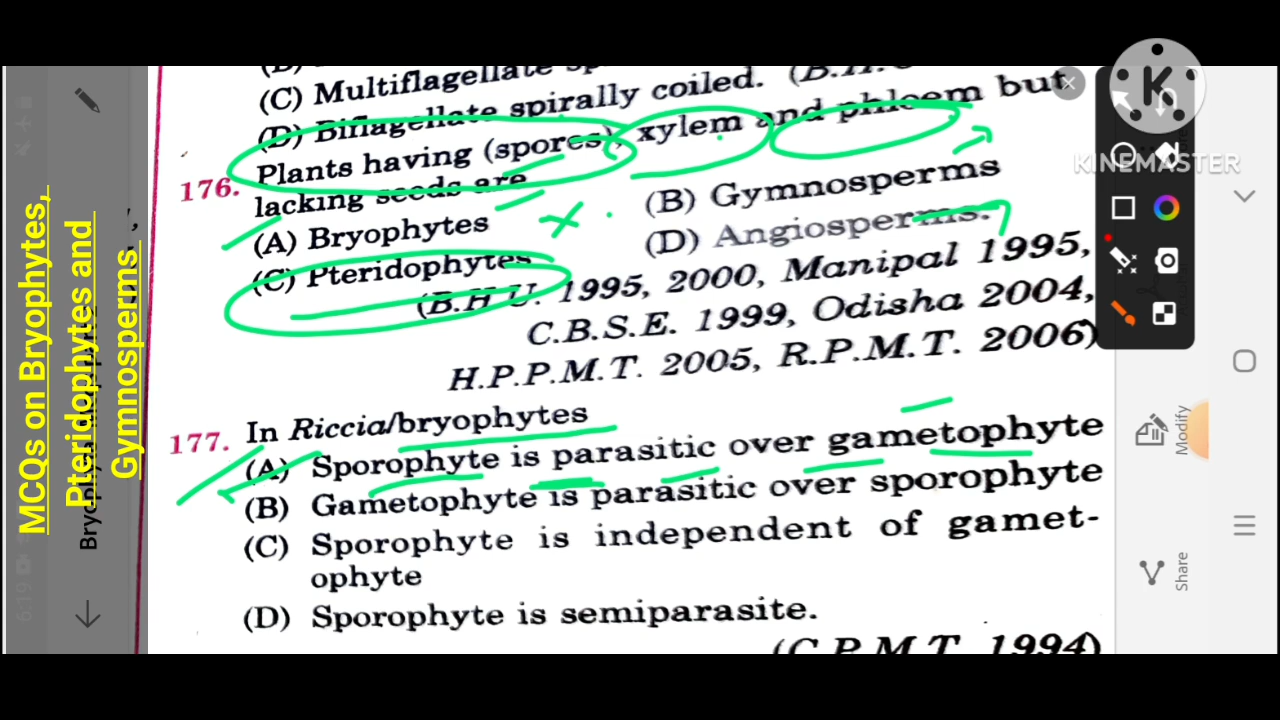 (C) Multiflagellate
(D) Biflagellate spirally coiled.
176. Plants having (spores), xylem and phloem but
lacking seeds are
(A) Bryophytes
(B) Gymnosperms
(C) Pteridophytes
(D) Angiosperms.
(B.H.U. 1995, 2000, Manipal 1995,
C.B.S.E. 1999, Odisha 2004,
H.P.P.M.T. 2005, R.P.M.T. 2006)
177. In Riccia/bryophytes
(A) Sporophyte is parasitic over gametophyte
(B) Gametophyte is parasitic over sporophyte
(C) Sporophyte is independent of gamet-
ophyte
(D) Sporophyte is semiparasite.
(C.P.M.T. 1994)
MCQs on Bryophytes,
Pteridophytes and
Gymnosperms
K
KINEMASTER
Modify
Share
6:19